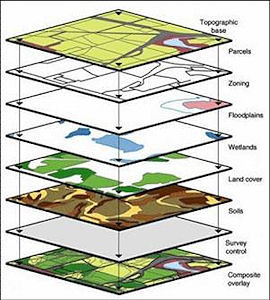 Topographic
base
Parcels
Zoning
Floodplains
Wetlands
Land cover
Soils
Survey
control
Composite
overlay